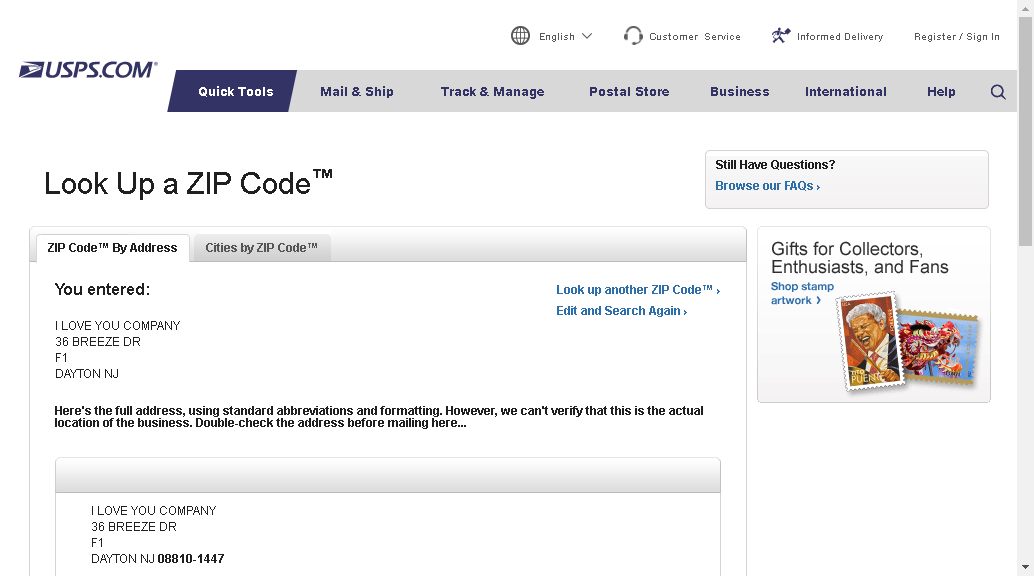 English
Customer Service
Informed Delivery
Register / Sign In
USPS.COM®
Quick Tools
Mail & Ship
Track & Manage
Postal Store
Business
International
Help
Look Up a ZIP Code™
Still Have Questions?
Browse our FAQs ›
ZIP Code™ By Address
Cities by ZIP Code™
You entered:
Look up another ZIP Code™ ›
Edit and Search Again ›
I LOVE YOU COMPANY
36 BREEZE DR
F1
DAYTON NJ
Here's the full address, using standard abbreviations and formatting. However, we can't verify that this is the actual
location of the business. Double-check the address before mailing here...
I LOVE YOU COMPANY
36 BREEZE DR
F1
DAYTON NJ 08810-1447
Gifts for Collectors,
Enthusiasts, and Fans
Shop stamp
artwork ›
PUENTE